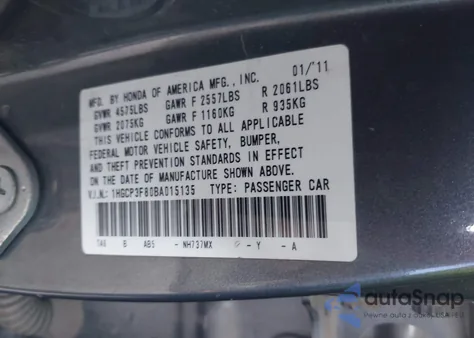 MFD. BY HONDA OF AMERICA MFG., INC. 01/'11
GVWR 4575LBS GAWR F 2557LBS R 2061LBS
GVWR 2075KG GAWR F 1160KG R 935KG
THIS VEHICLE CONFORMS TO ALL APPLICABLE
FEDERAL MOTOR VEHICLE SAFETY, BUMPER,
AND THEFT PREVENTION STANDARDS IN EFFECT
ON THE DATE OF MANUFACTURE SHOWN ABOVE.
V.I.N.: 1HGCP3F80BA015135 TYPE: PASSENGER CAR
B AB5 - NH737MX - Y - A
autoSnap